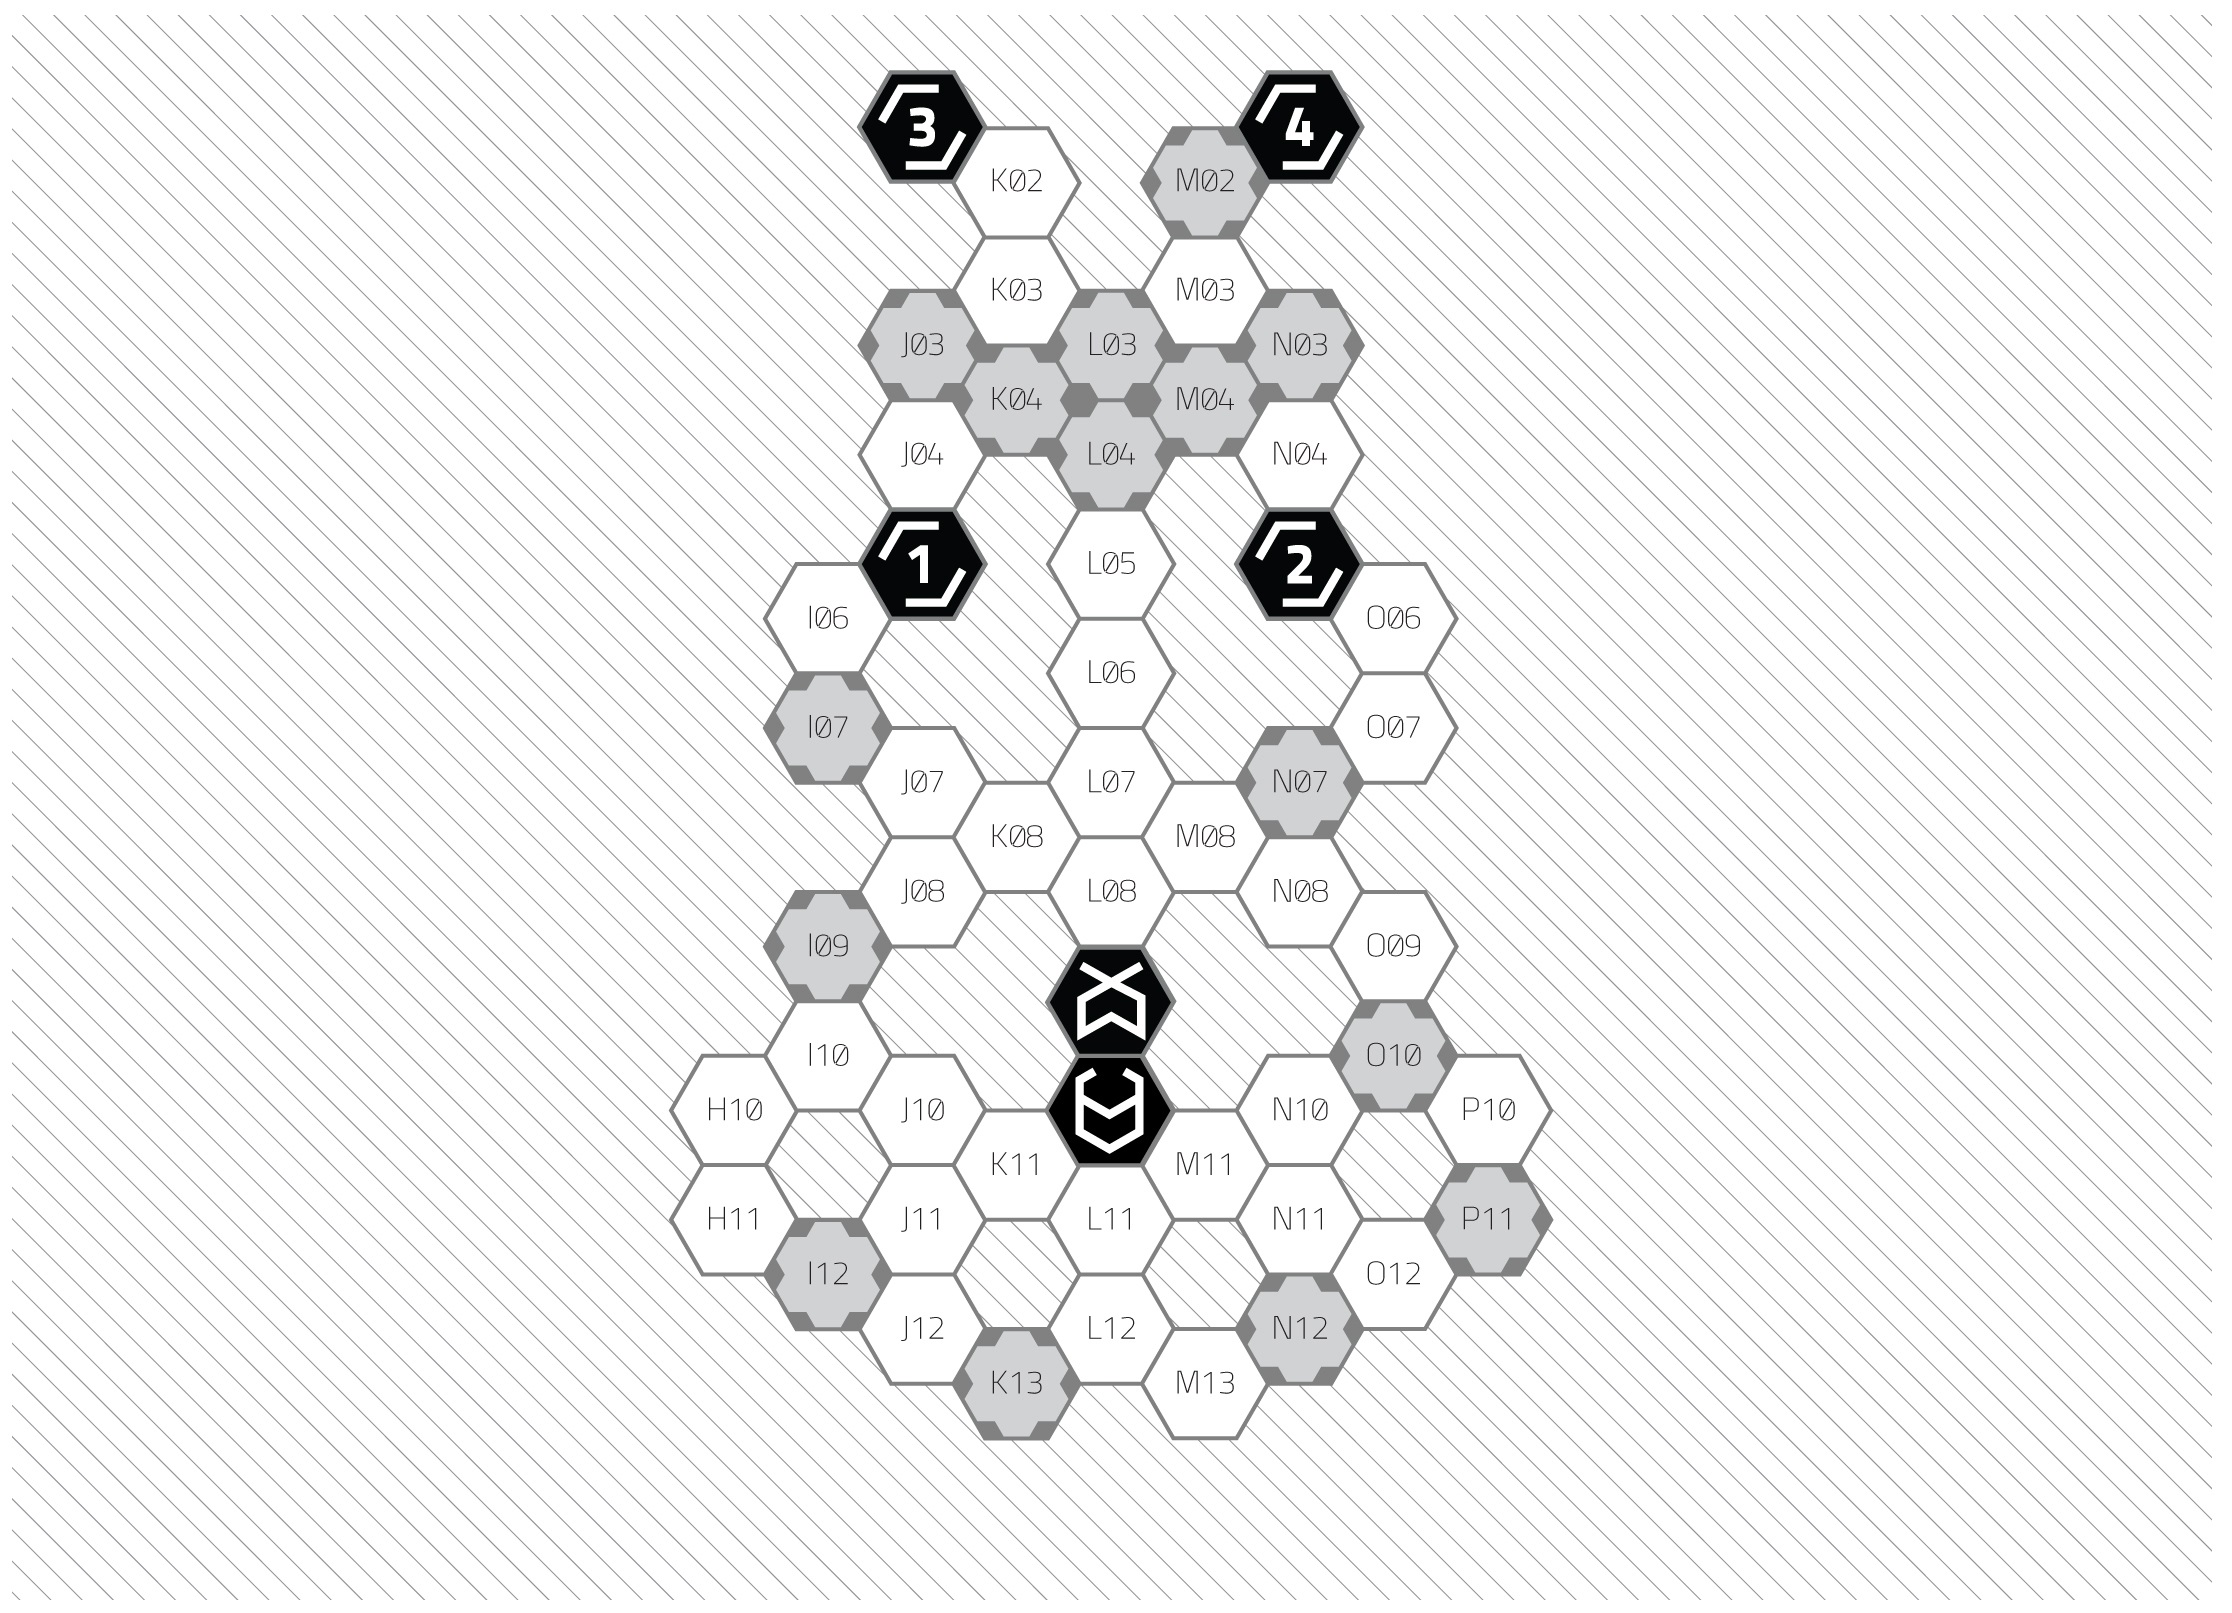 3 4
K02 M02
K03 M03
J03 L03 N03
K04 M04
J04 L04 N04
1 L05 2
I06 O06
L06
I07 O07
J07 L07 N07
K08 M08
J08 L08 N08
I09 O09
I10 O10
H10 J10 N10 P10
K11 M11
H11 J11 L11 N11 P11
I12 O12
J12 L12 N12
K13 M13